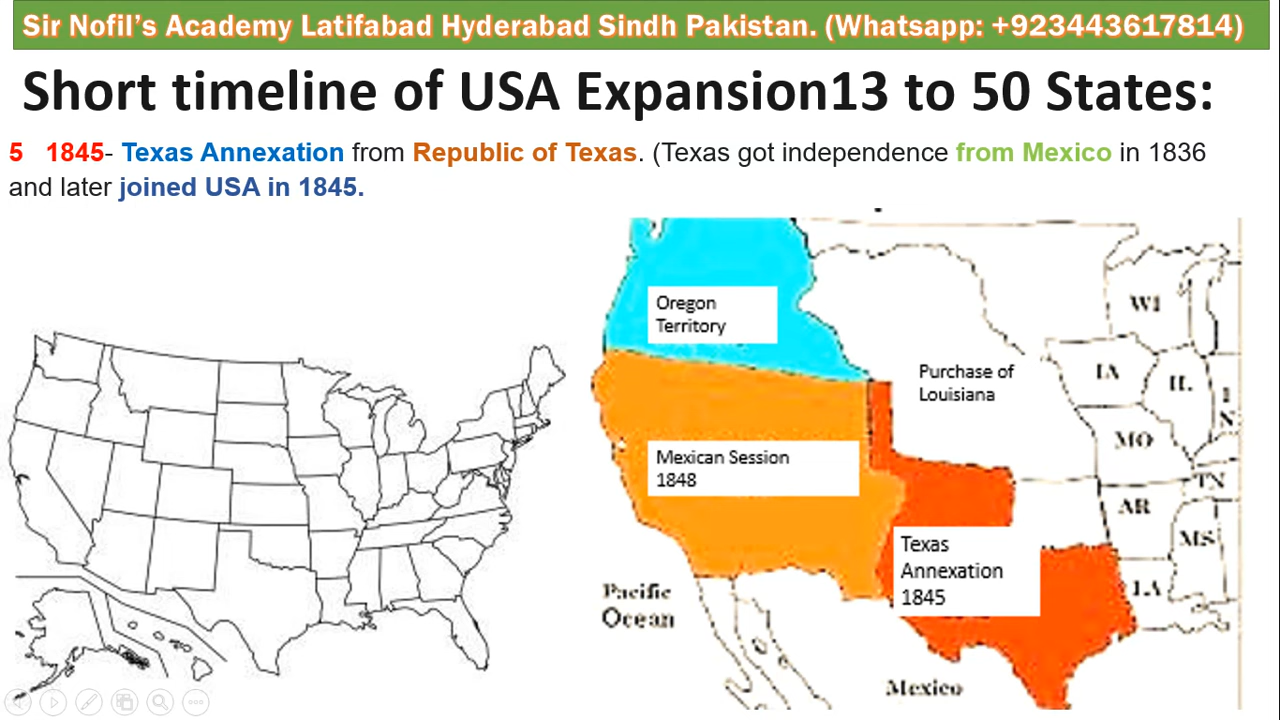 Sir Nofil’s Academy Latifabad Hyderabad Sindh Pakistan. (Whatsapp: +923443617814)
Short timeline of USA Expansion13 to 50 States:
5 1845- Texas Annexation from Republic of Texas. (Texas got independence from Mexico in 1836
and later joined USA in 1845.
Oregon
Territory
WI
Purchase of
Louisiana
IA
IL
I
N
MO
Mexican Session
1848
TN
AR
MS
Texas
Annexation
1845
LA
Pacific
Ocean
Mexico